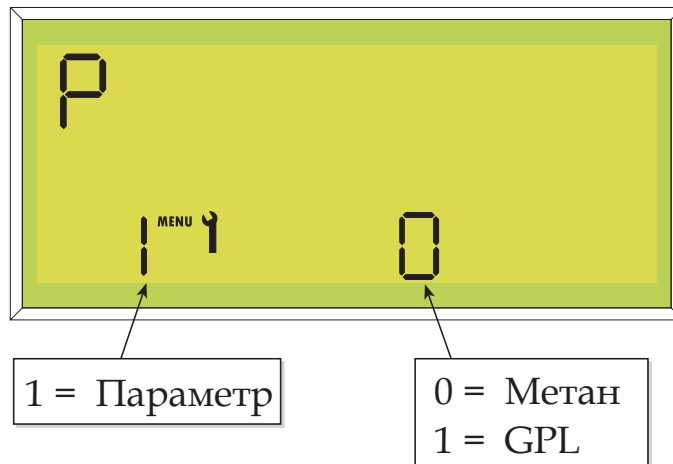 P
1 MENU 0
1 = Параметр
0 = Метан
1 = GPL